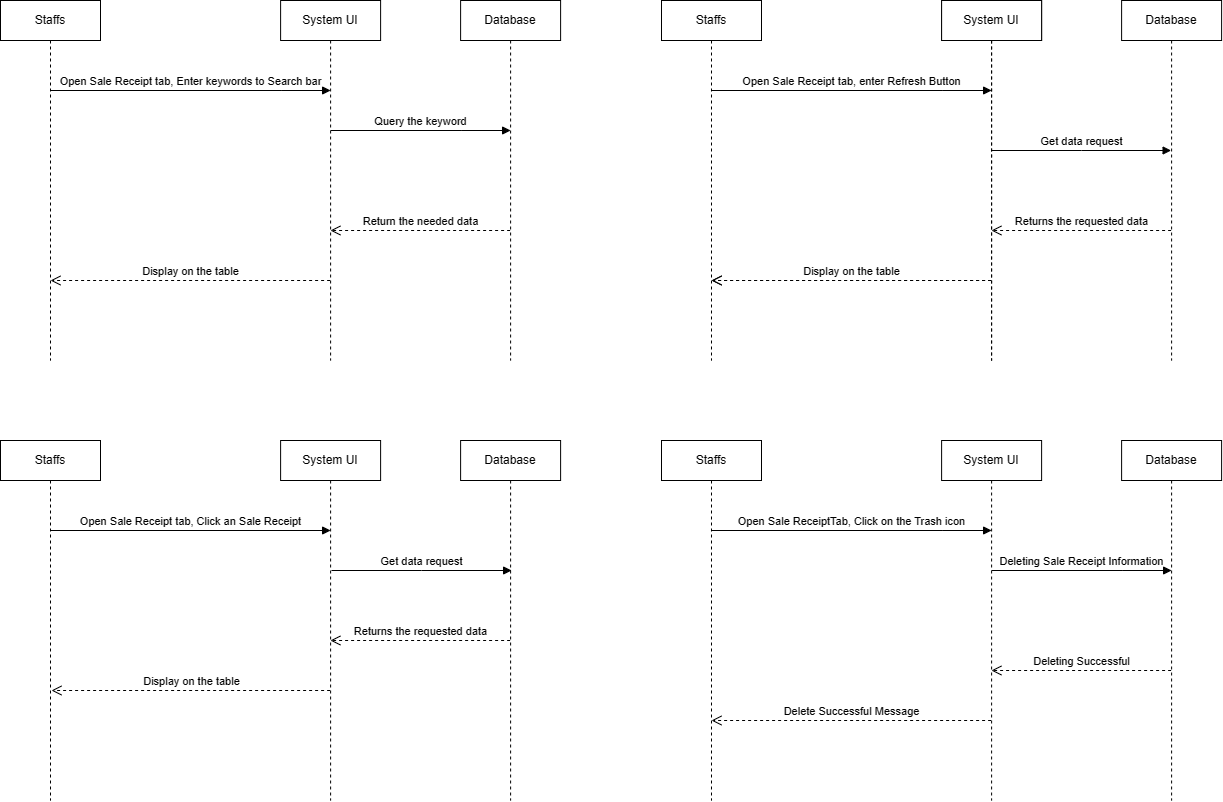 Staffs
System UI
Database
Open Sale Receipt tab, Enter keywords to Search bar
Query the keyword
Return the needed data
Display on the table
Staffs
System UI
Database
Open Sale Receipt tab, enter Refresh Button
Get data request
Returns the requested data
Display on the table
Staffs
System UI
Database
Open Sale Receipt tab, Click an Sale Receipt
Get data request
Returns the requested data
Display on the table
Staffs
System UI
Database
Open Sale ReceiptTab, Click on the Trash icon
Deleting Sale Receipt Information
Deleting Successful
Delete Successful Message